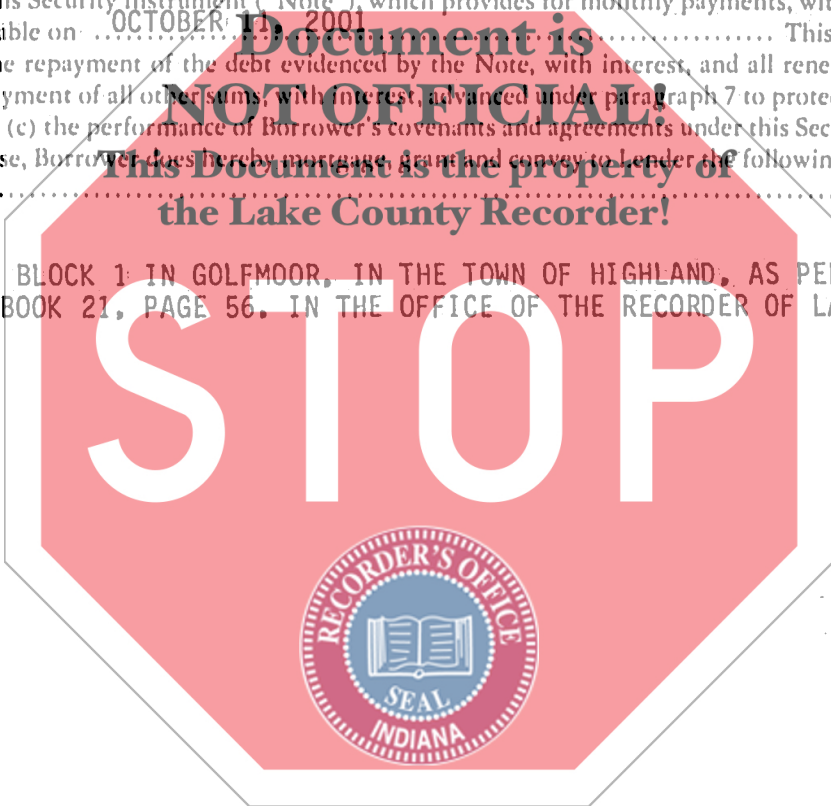 is Security Instrument ("Note"), which provides for monthly payments, wit
ible on OCTOBER 11, 2001 This
Document is
e repayment of the debt evidenced by the Note, with interest, and all rene
yment of all other sums, with interest, advanced under paragraph 7 to prote
NOT OFFICIAL!
(c) the performance of Borrower's covenants and agreements under this Sec
se, Borrower does hereby mortgage, grant and convey to Lender the followin
This Document is the property of
the Lake County Recorder!
BLOCK 1 IN GOLFMOOR, IN THE TOWN OF HIGHLAND, AS PE
BOOK 21, PAGE 56, IN THE OFFICE OF THE RECORDER OF LA
STOP
RECORDER'S OFFICE
SEAL
INDIANA